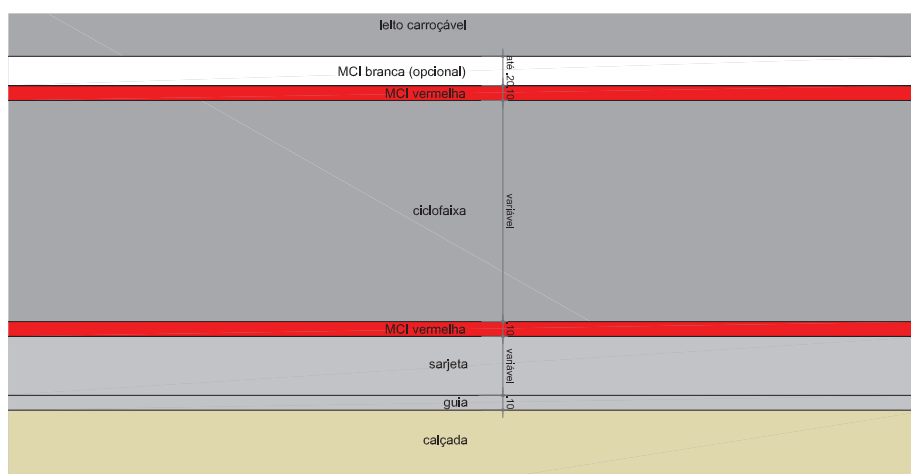 leito carroçável
MCI branca (opcional)
até .20
MCI vermelha
.10
ciclofaixa
variável
MCI vermelha
.10
sarjeta
variável
guia
.10
calçada